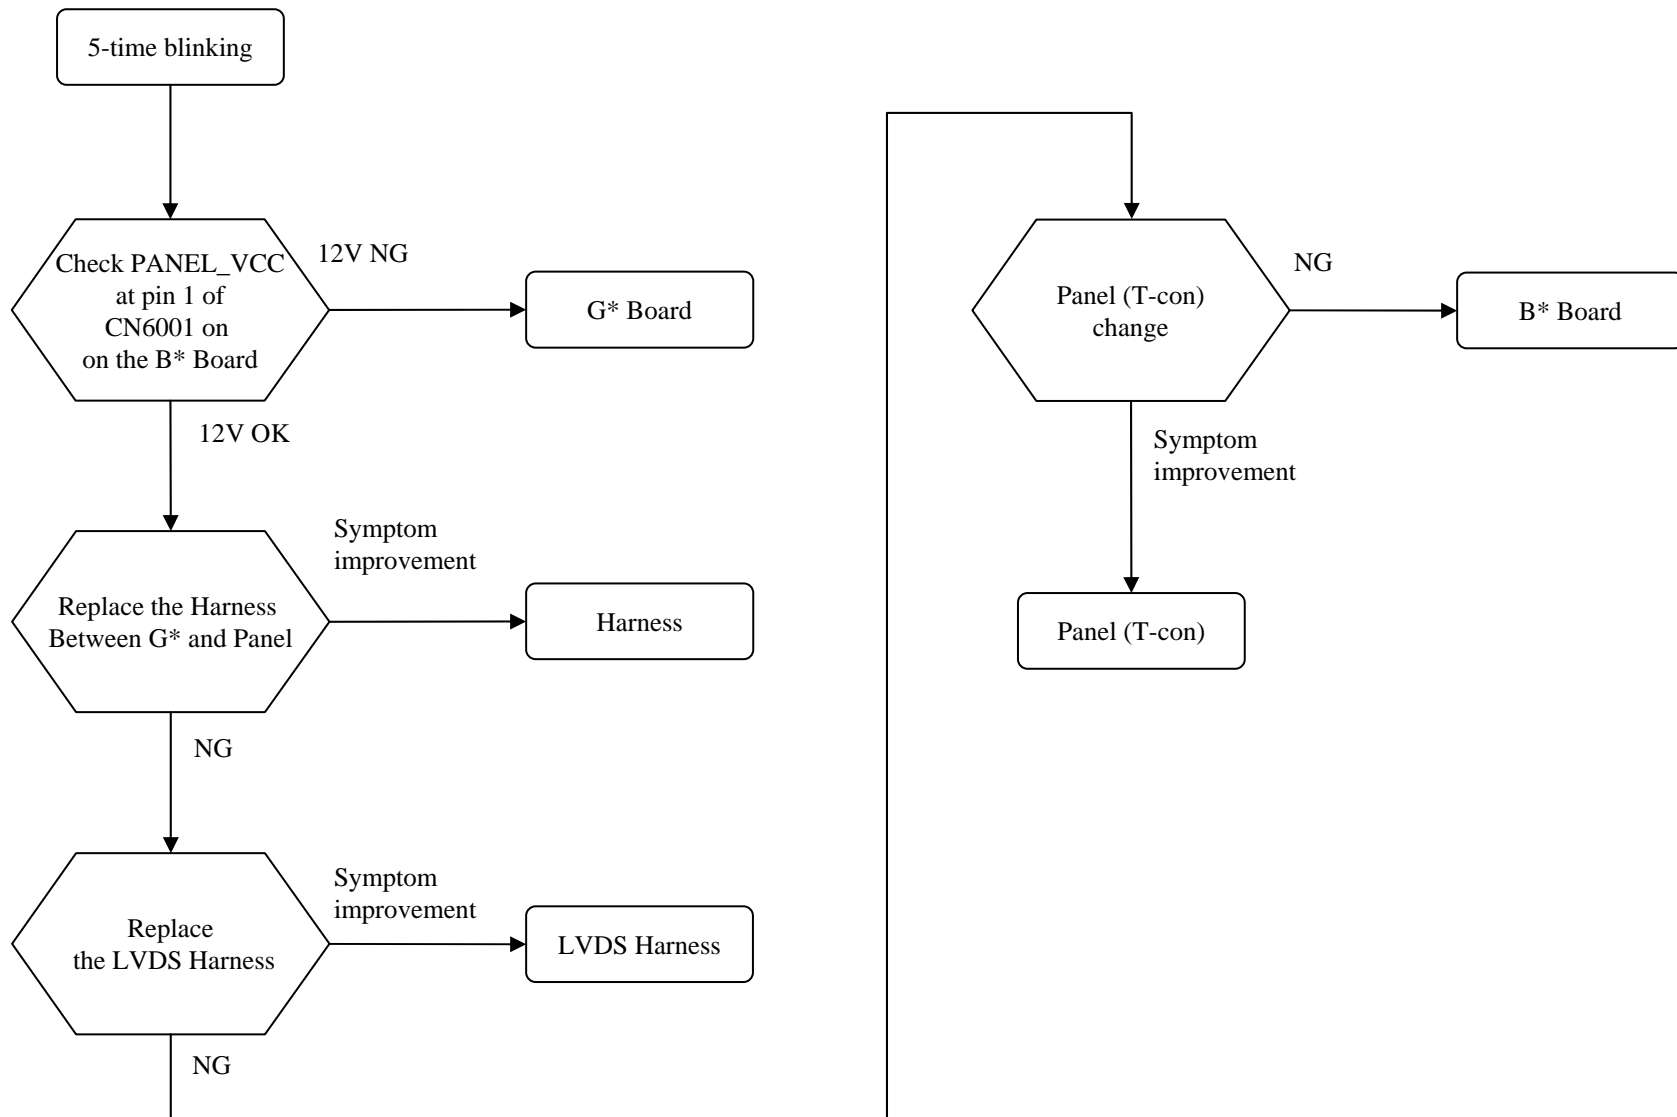 5-time blinking
Check PANEL_VCC
at pin 1 of
CN6001 on
on the B* Board
12V NG
G* Board
12V OK
Replace the Harness
Between G* and Panel
Symptom
improvement
Harness
NG
Replace
the LVDS Harness
Symptom
improvement
LVDS Harness
NG
Panel (T-con)
change
NG
B* Board
Symptom
improvement
Panel (T-con)